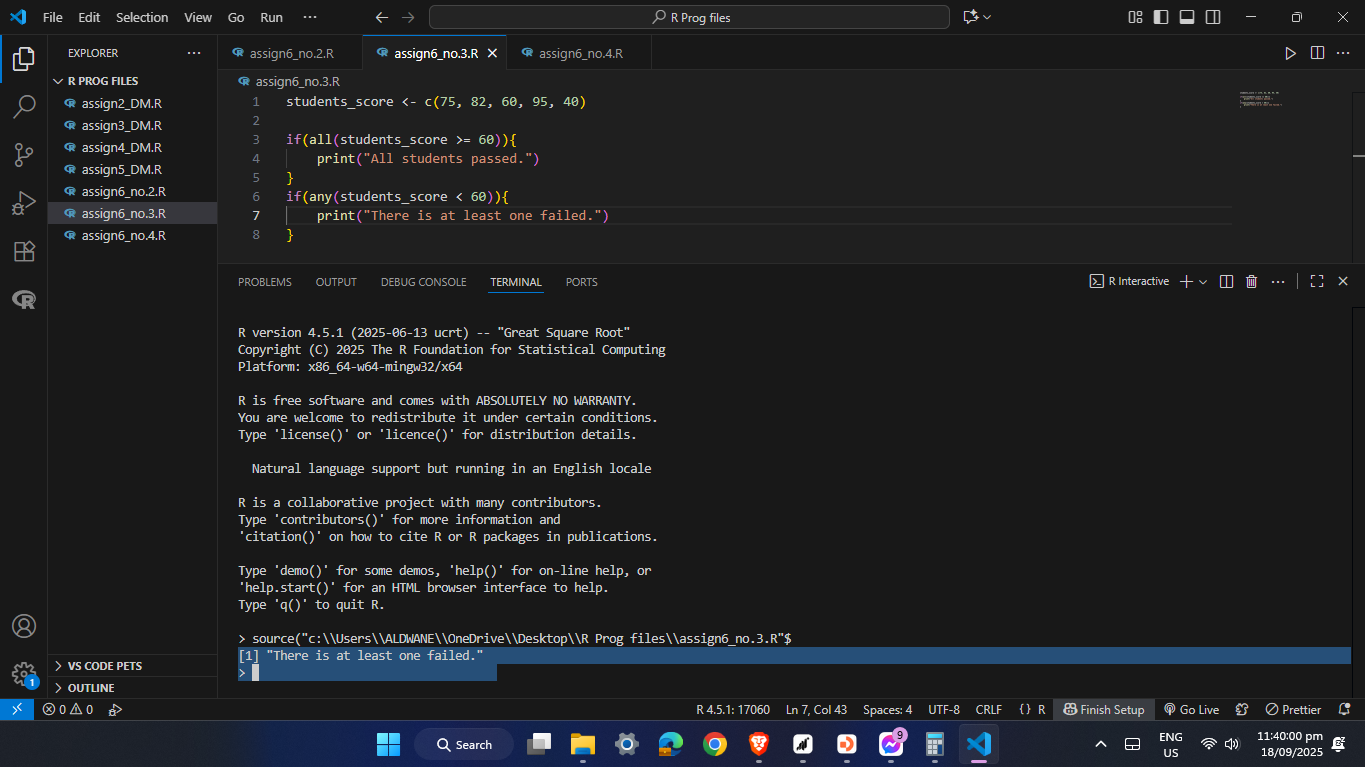 File Edit Selection View Go Run ···
R Prog files
EXPLORER ···
R PROG FILES
assign2_DM.R
assign3_DM.R
assign4_DM.R
assign5_DM.R
assign6_no.2.R
assign6_no.3.R
assign6_no.4.R
VS CODE PETS
OUTLINE
assign6_no.2.R assign6_no.3.R assign6_no.4.R
assign6_no.3.R
1 students_score <- c(75, 82, 60, 95, 40)
2
3 if(all(students_score >= 60)){
4 print("All students passed.")
5 }
6 if(any(students_score < 60)){
7 print("There is at least one failed.")
8 }
PROBLEMS OUTPUT DEBUG CONSOLE TERMINAL PORTS
R Interactive
R version 4.5.1 (2025-06-13 ucrt) -- "Great Square Root"
Copyright (C) 2025 The R Foundation for Statistical Computing
Platform: x86_64-w64-mingw32/x64
R is free software and comes with ABSOLUTELY NO WARRANTY.
You are welcome to redistribute it under certain conditions.
Type 'license()' or 'licence()' for distribution details.
Natural language support but running in an English locale
R is a collaborative project with many contributors.
Type 'contributors()' for more information and
'citation()' on how to cite R or R packages in publications.
Type 'demo()' for some demos, 'help()' for on-line help, or
'help.start()' for an HTML browser interface to help.
Type 'q()' to quit R.
> source("c:\\Users\\ALDWANE\\OneDrive\\Desktop\\R Prog files\\assign6_no.3.R"$
[1] "There is at least one failed."
>
1
0 0
R 4.5.1: 17060 Ln 7, Col 43 Spaces: 4 UTF-8 CRLF {} R Finish Setup Go Live Prettier
Search
9
ENG
US
11:40:00 pm
18/09/2025